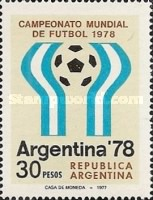 CAMPEONATO MUNDIAL
DE FUTBOL 1978
Argentina '78
30 PESOS
REPUBLICA
ARGENTINA
CASA DE MONEDA - 1977